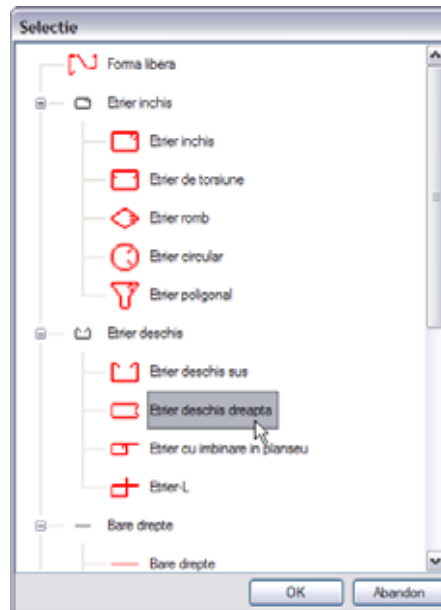 Selectie
Forma libera
Etrier inchis
Etrier inchis
Etrier de torsiune
Etrier romb
Etrier circular
Etrier poligonal
Etrier deschis
Etrier deschis sus
Etrier deschis dreapta
Etrier cu imbinare in planseu
Etrier-L
Bare drepte
Bare drepte
OK Abandon